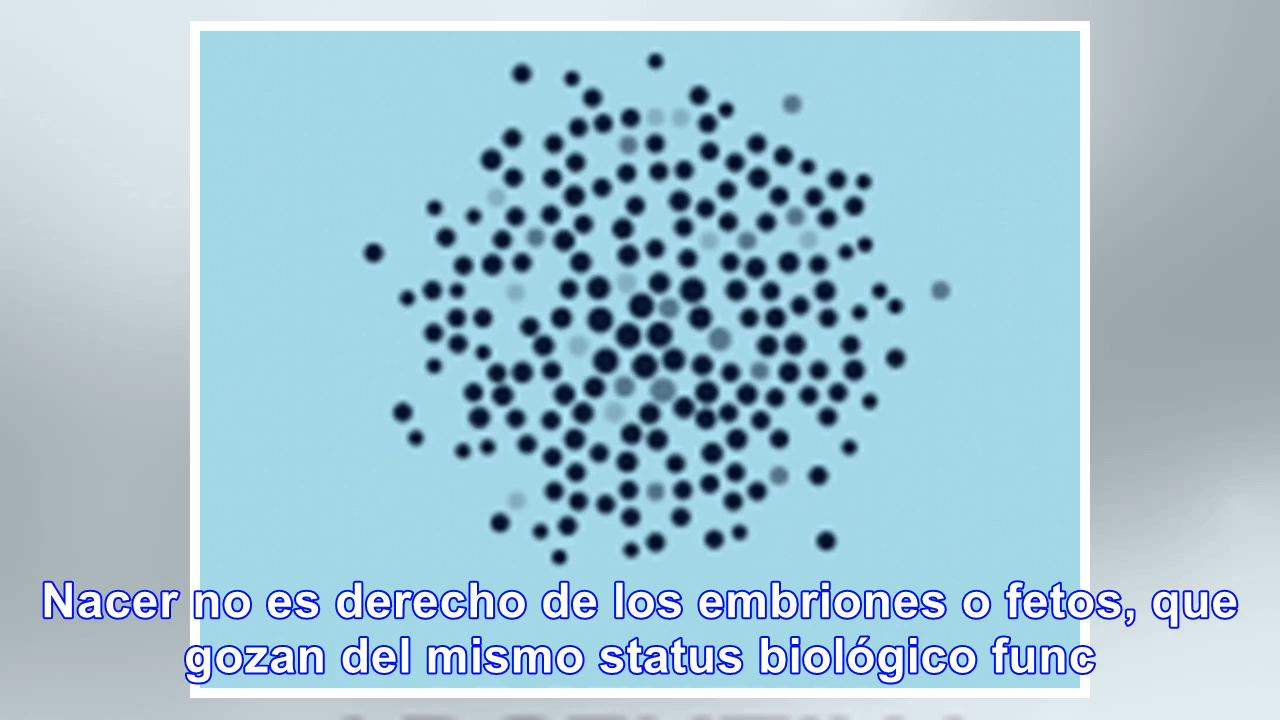 Nacer no es derecho de los embriones o fetos, que
gozan del mismo status biológico func